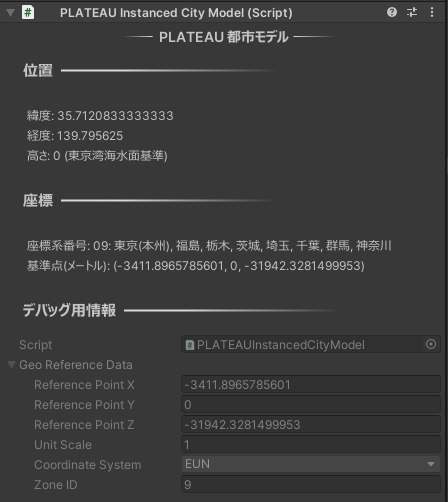 PLATEAU Instanced City Model (Script)
PLATEAU 都市モデル
位置
緯度: 35.7120833333333
経度: 139.795625
高さ: 0 (東京湾海水面基準)
座標
座標系番号: 09: 東京(本州), 福島, 栃木, 茨城, 埼玉, 千葉, 群馬, 神奈川
基準点(メートル): (-3411.8965785601, 0, -31942.3281499953)
デバッグ用情報
Script PLATEAUInstancedCityModel
Geo Reference Data
Reference Point X -3411.8965785601
Reference Point Y 0
Reference Point Z -31942.3281499953
Unit Scale 1
Coordinate System EUN
Zone ID 9